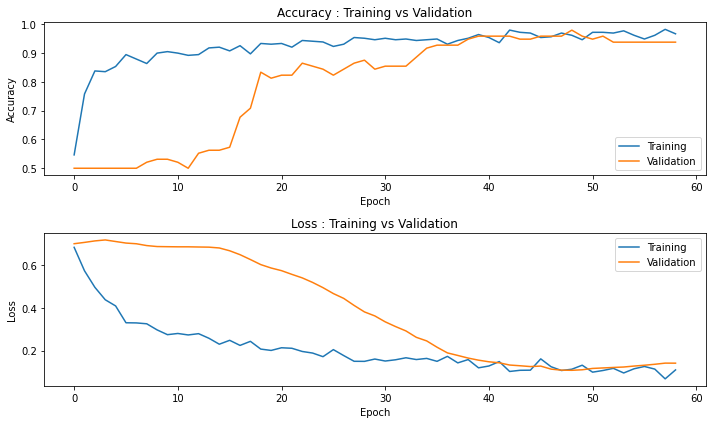 Accuracy : Training vs Validation
1.0
0.9
0.8
0.7
0.6
0.5
Accuracy
0 10 20 30 40 50 60
Epoch
Training
Validation
Loss : Training vs Validation
0.6
0.4
0.2
Loss
0 10 20 30 40 50 60
Epoch
Training
Validation